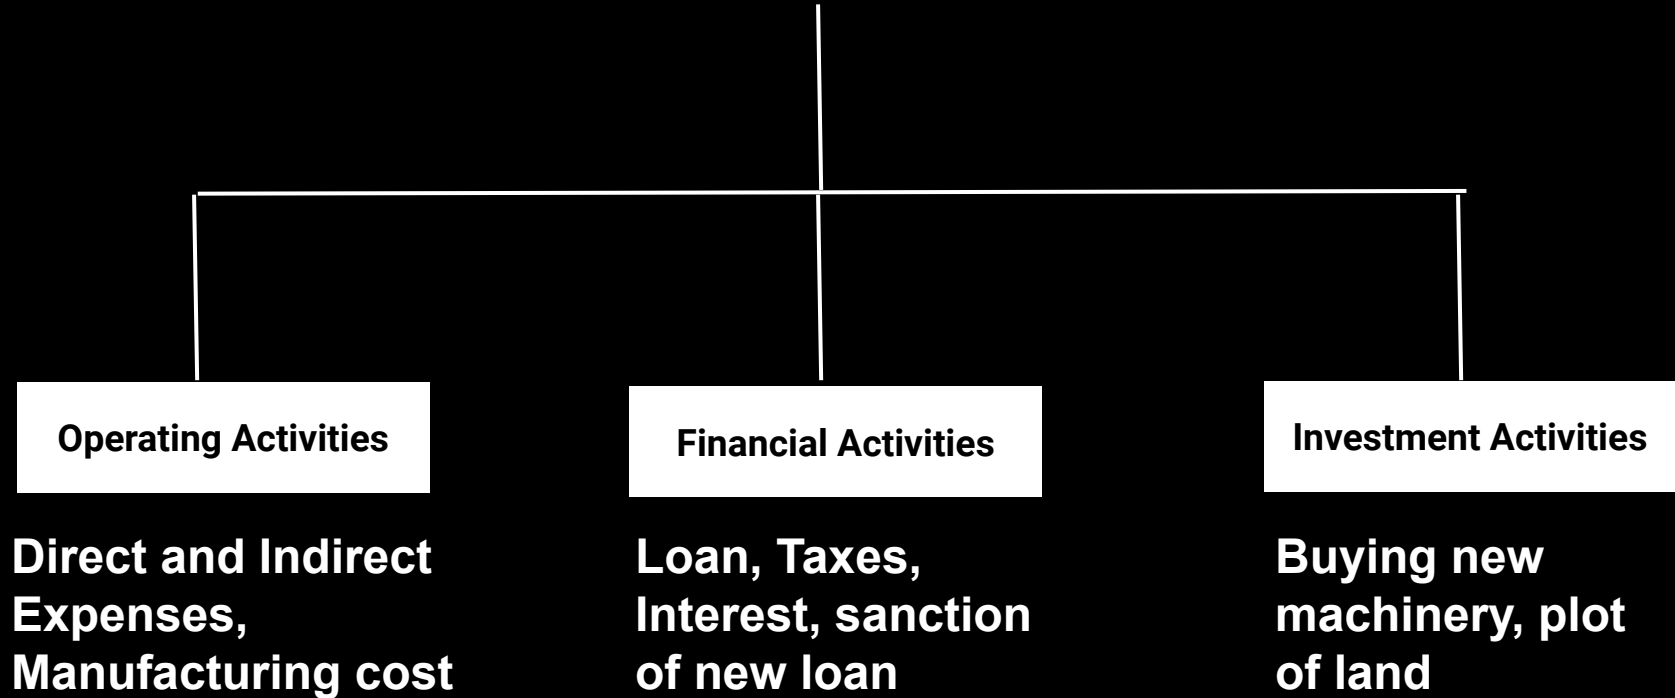 Operating Activities
Financial Activities
Investment Activities
Direct and Indirect
Expenses,
Manufacturing cost
Loan, Taxes,
Interest, sanction
of new loan
Buying new
machinery, plot
of land